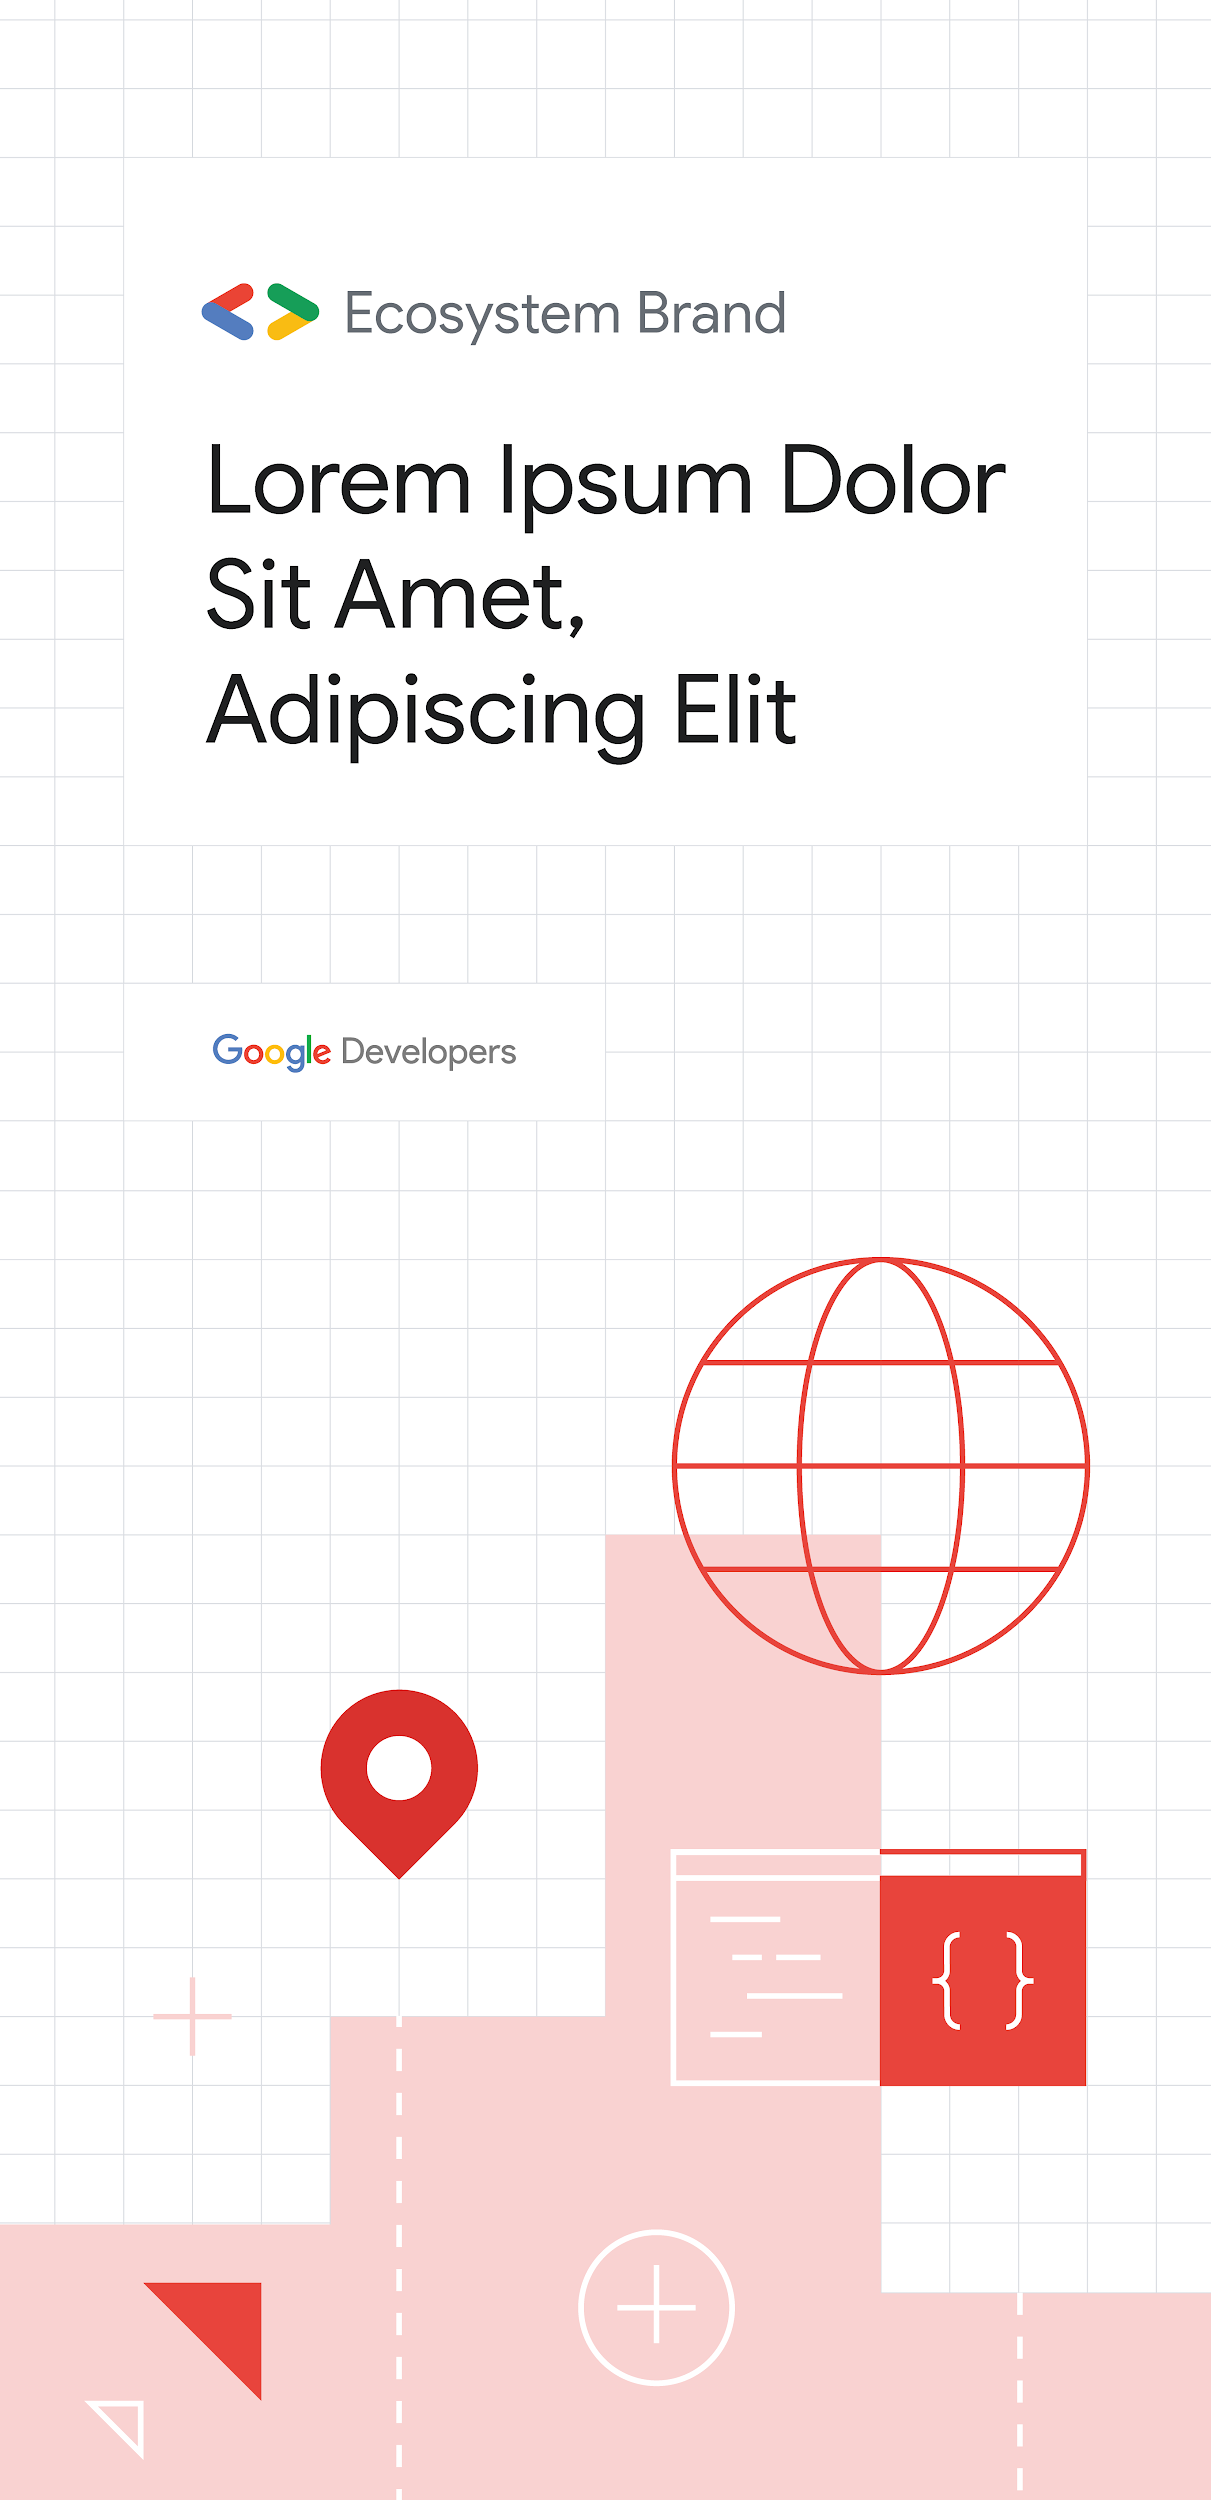 Ecosystem Brand
Lorem Ipsum Dolor
Sit Amet,
Adipiscing Elit
Google Developers
{ }